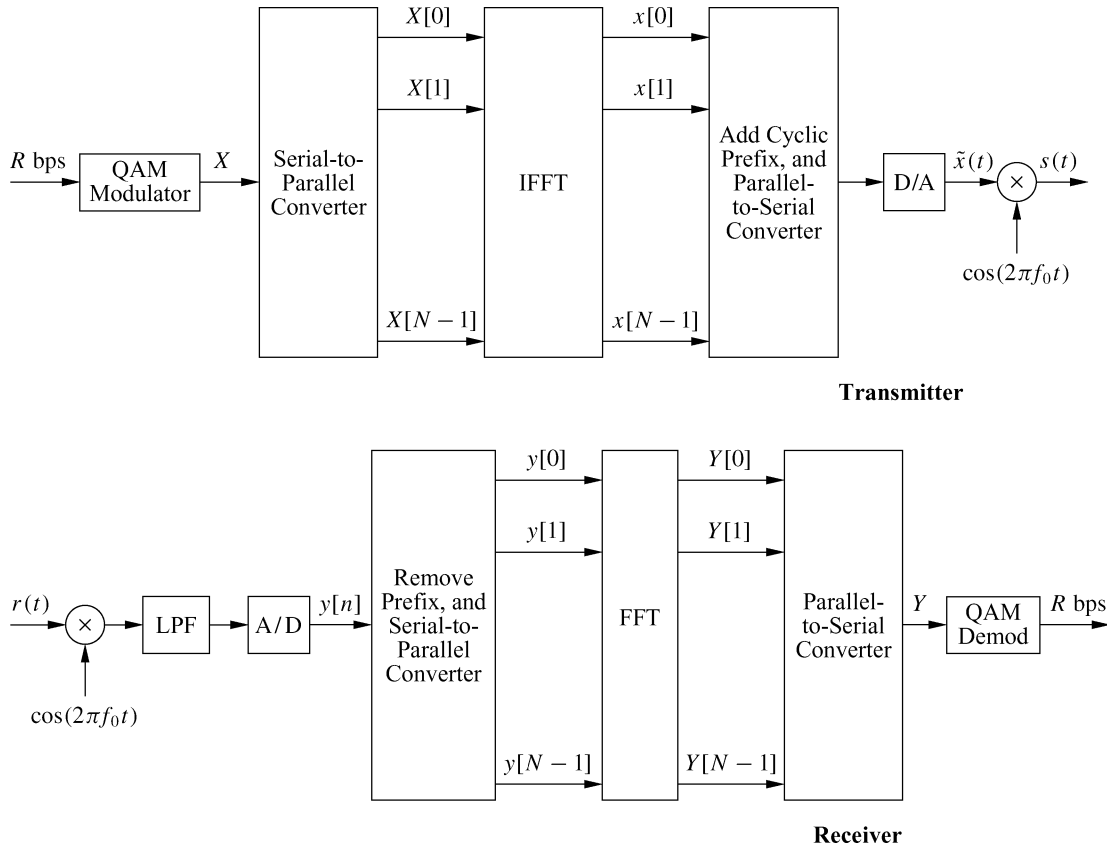 X[0]
x[0]
X[1]
x[1]
R bps
QAM
Modulator
X
Serial-to-
Parallel
Converter
IFFT
Add Cyclic
Prefix, and
Parallel-
to-Serial
Converter
D/A
x̃(t)
×
s(t)
cos(2πf₀t)
X[N − 1]
x[N − 1]
Transmitter
y[0]
Y[0]
y[1]
Y[1]
r(t)
×
LPF
A/D
y[n]
Remove
Prefix, and
Serial-to-
Parallel
Converter
FFT
Parallel-
to-Serial
Converter
Y
QAM
Demod
R bps
cos(2πf₀t)
y[N − 1]
Y[N − 1]
Receiver